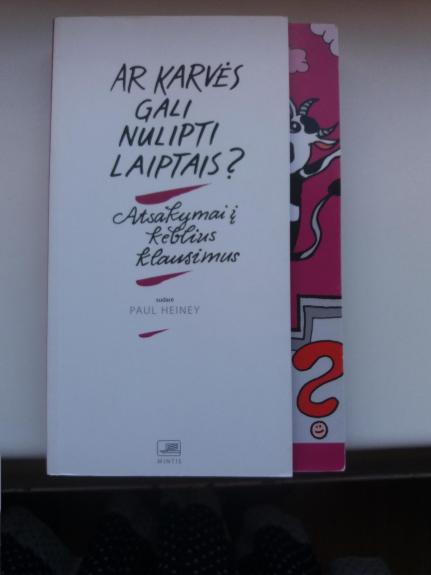 AR KARVĖS
GALI
NULIPTI
LAIPTAIS?
Atsakymai į
keblius
klausimus
sudarė
PAUL HEINEY
MINTIS
?